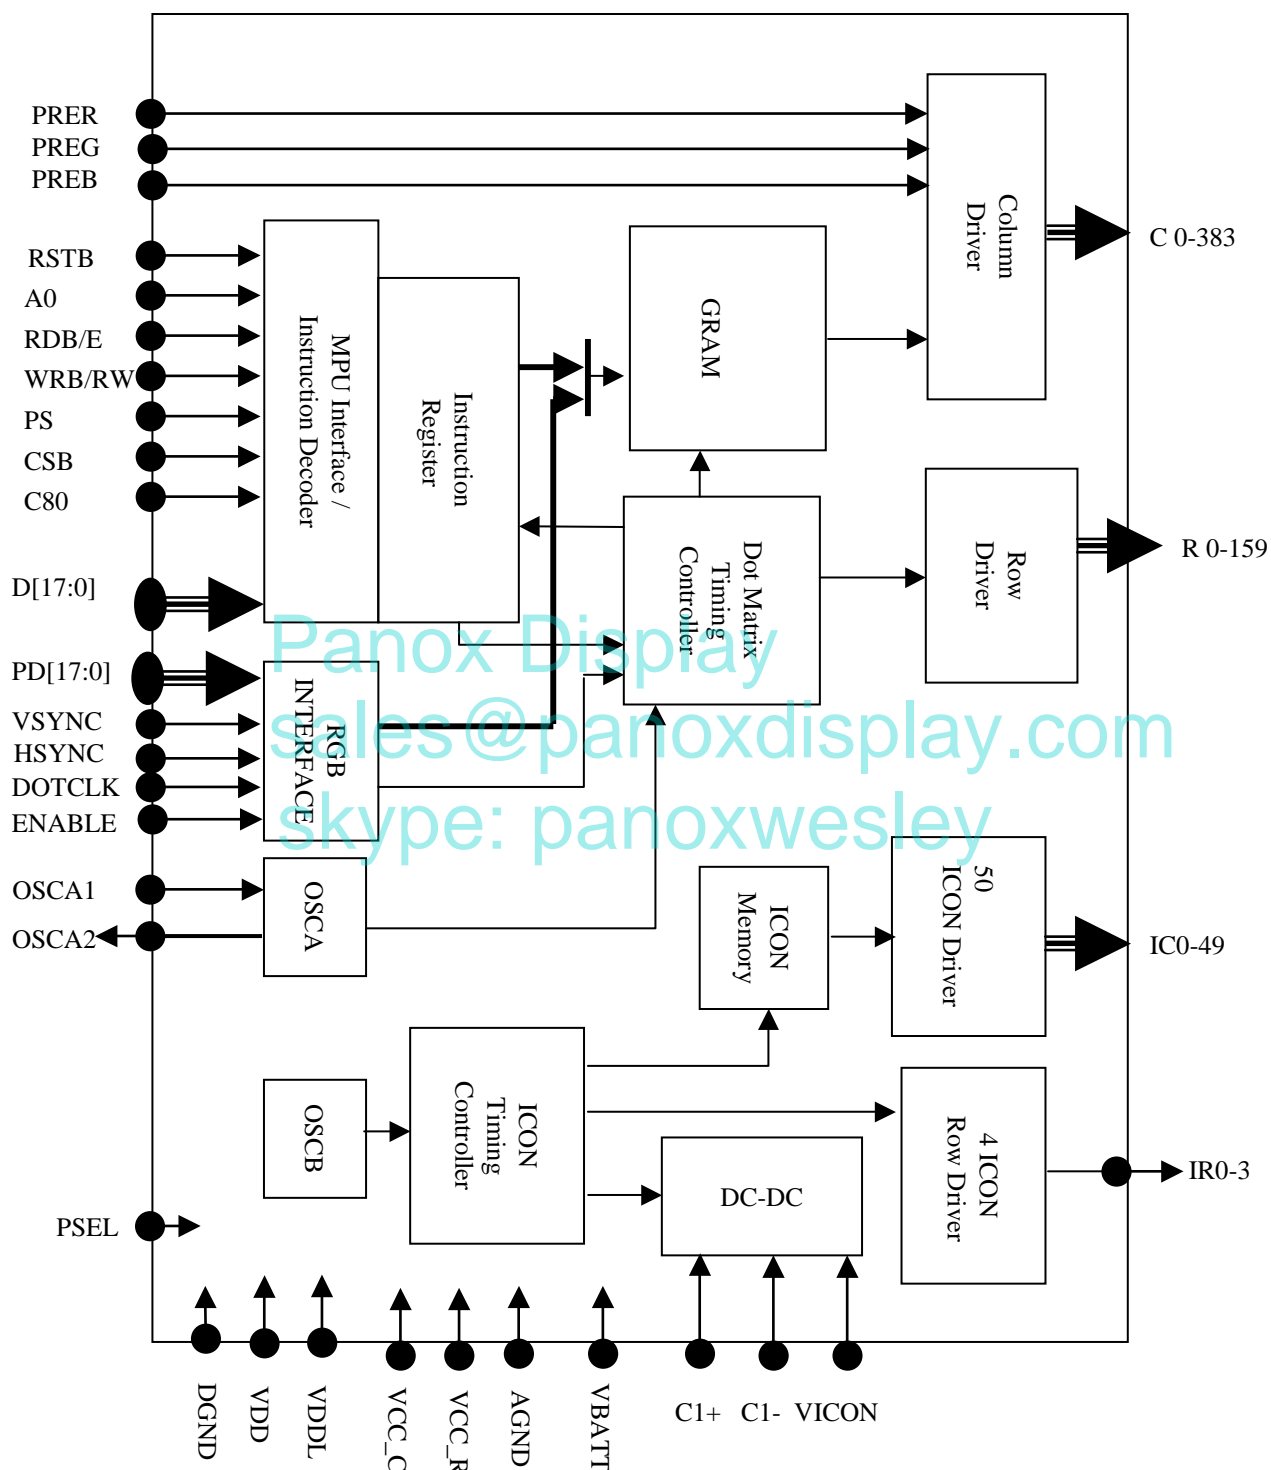 PRER
PREG
PREB
RSTB
A0
RDB/E
WRB/RW
PS
CSB
C80
D[17:0]
PD[17:0]
VSYNC
HSYNC
DOTCLK
ENABLE
OSCA1
OSCA2
PSEL
MPU Interface /
Instruction Decoder
Instruction
Register
RGB
INTERFACE
OSCA
OSCB
GRAM
Dot Matrix
Timing
Controller
ICON
Timing
Controller
ICON
Memory
DC-DC
Column
Driver
Row
Driver
50
ICON Driver
4 ICON
Row Driver
C 0-383
R 0-159
IC0-49
IR0-3
DGND
VDD
VDDL
VCC_C
VCC_R
AGND
VBATT
C1+ C1- VICON
Panox Display
sales@panoxdisplay.com
skype: panoxwesley